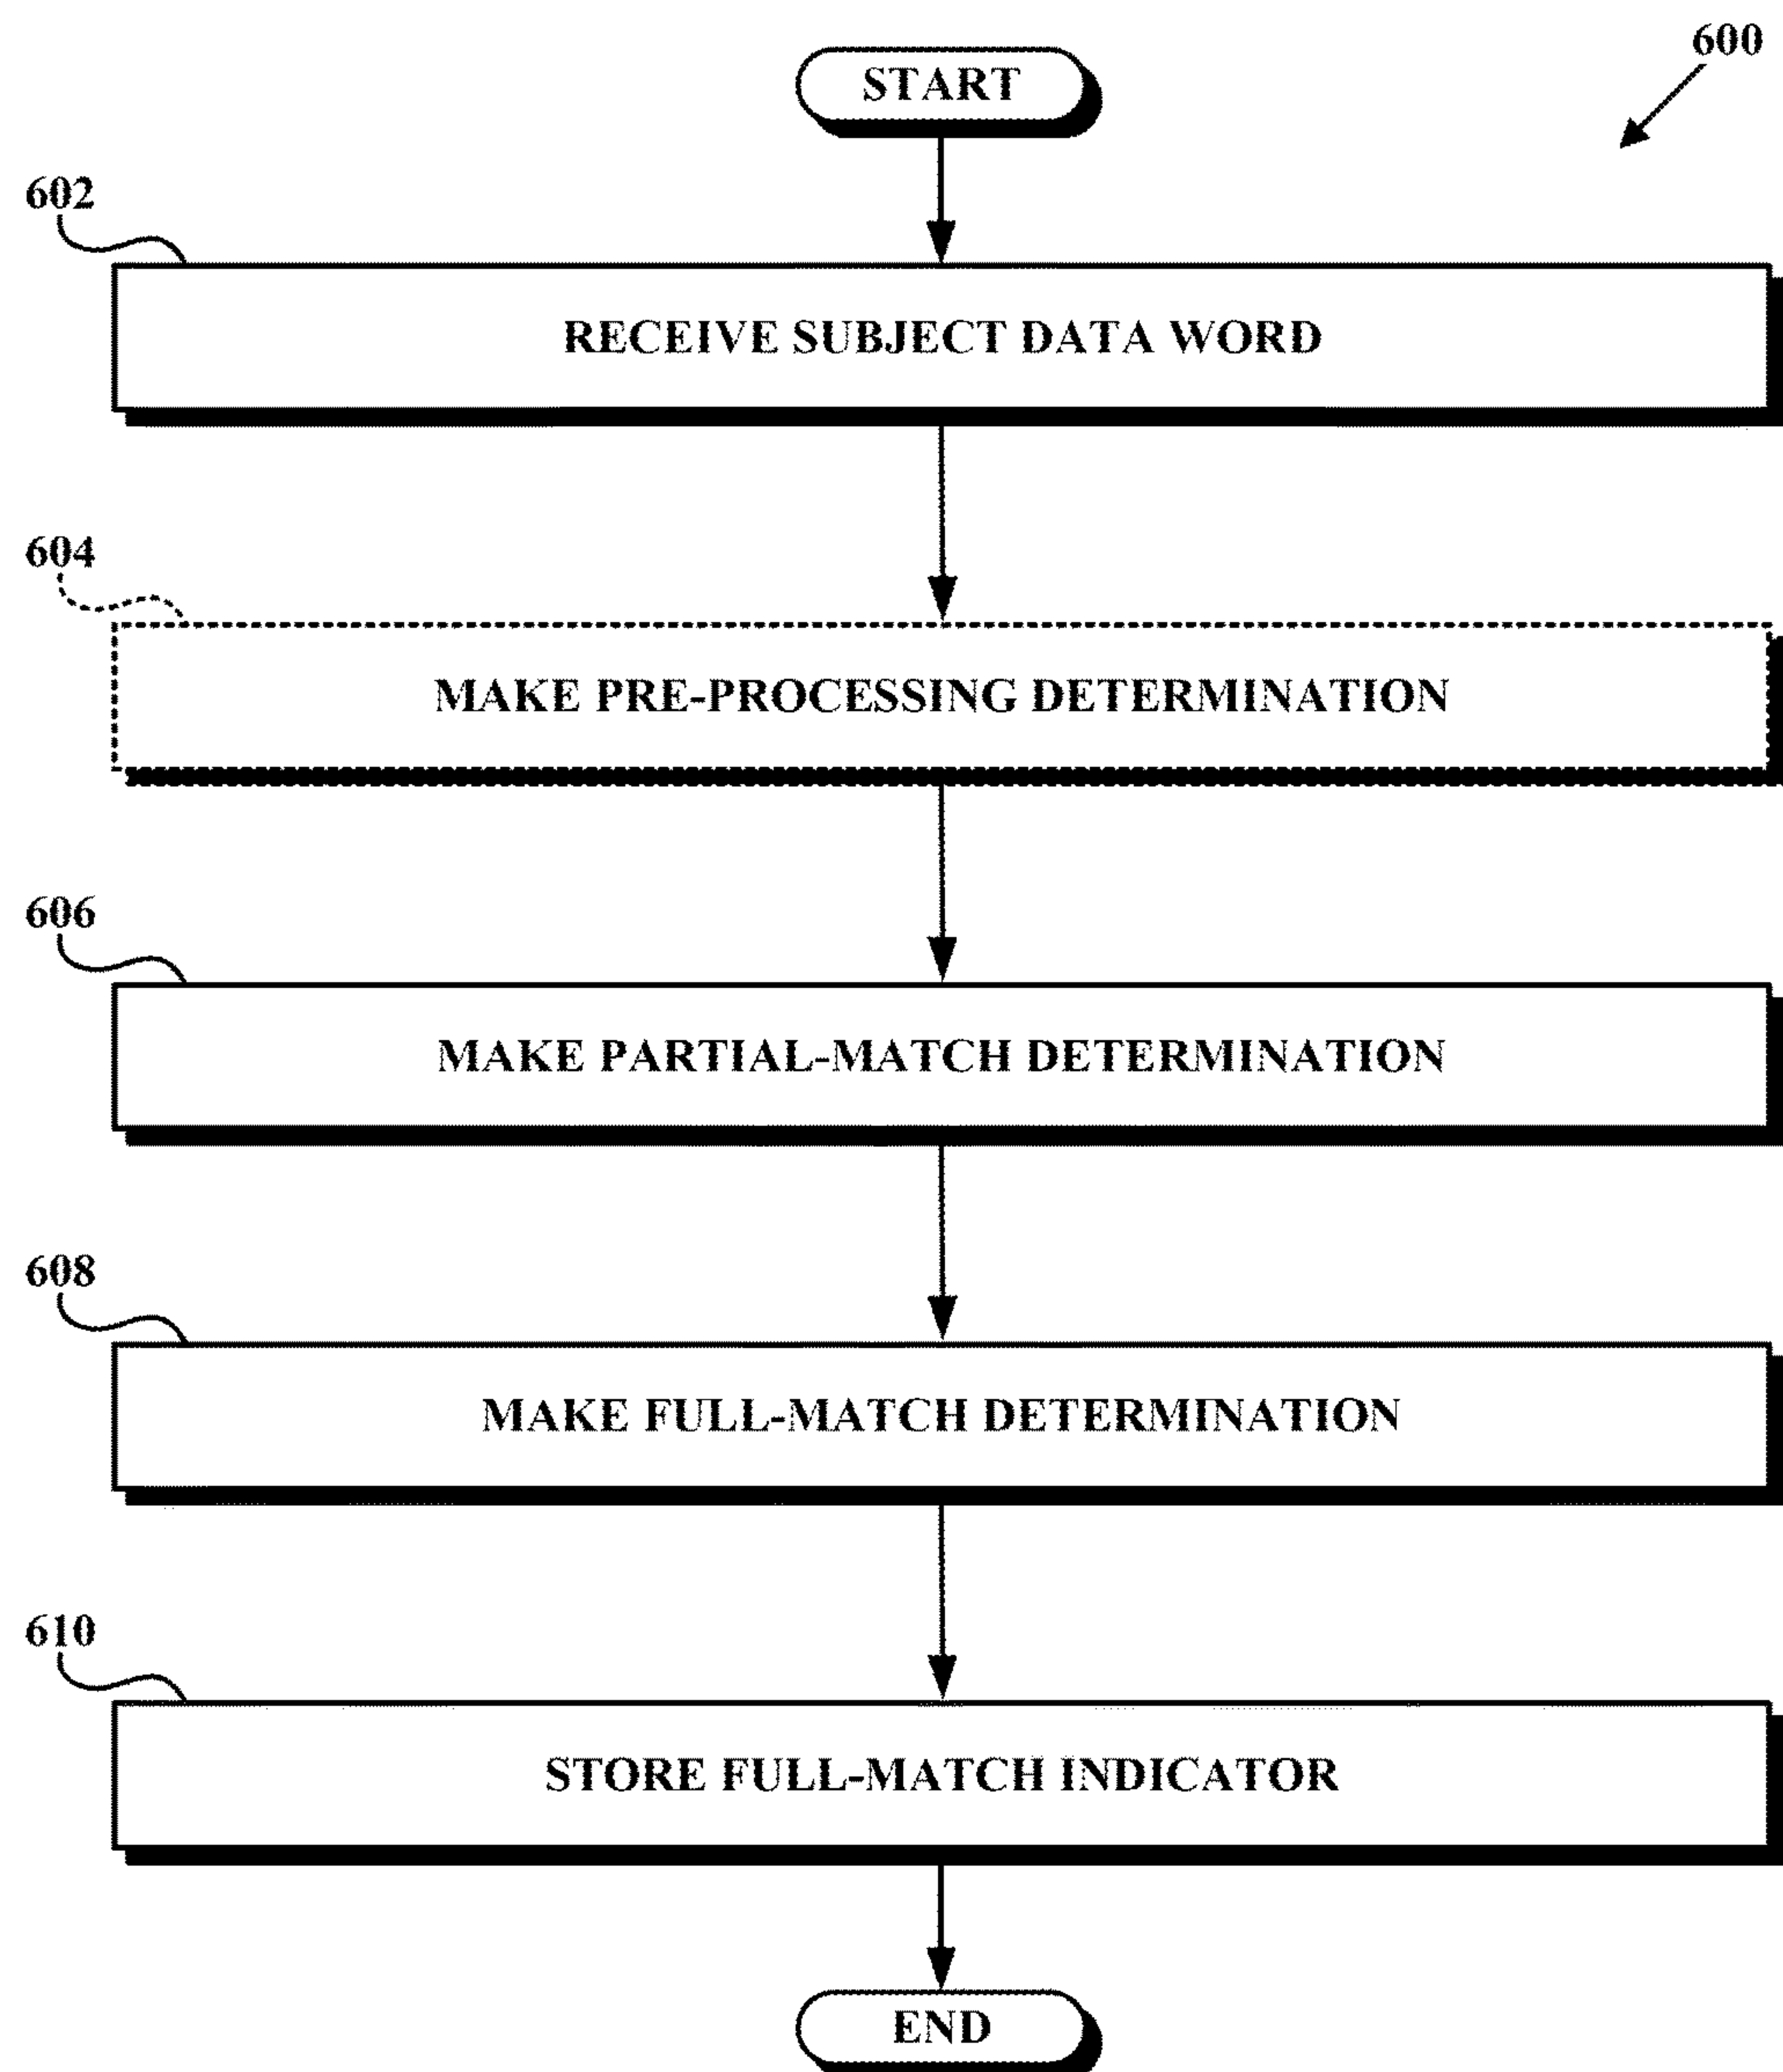 600
START
602
RECEIVE SUBJECT DATA WORD
604
MAKE PRE-PROCESSING DETERMINATION
606
MAKE PARTIAL-MATCH DETERMINATION
608
MAKE FULL-MATCH DETERMINATION
610
STORE FULL-MATCH INDICATOR
END